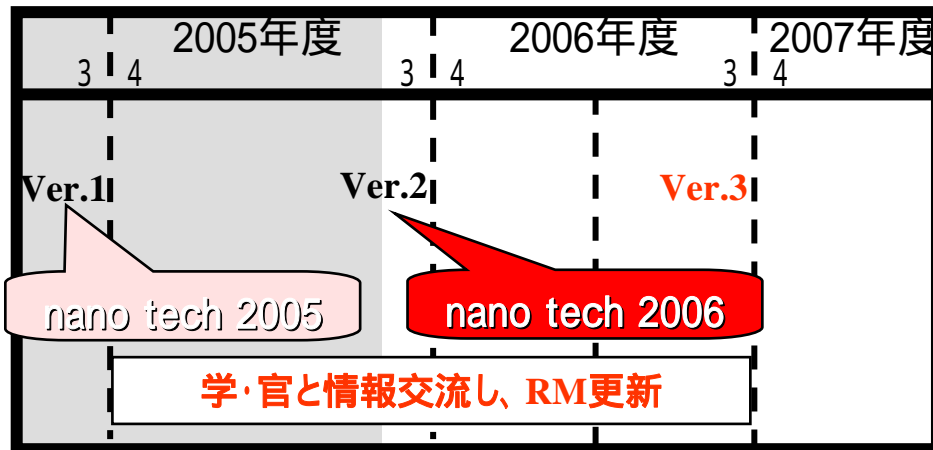 2005年度
2006年度
2007年度
3 4
3 4
3 4
Ver.1
Ver.2
Ver.3
nano tech 2005
nano tech 2006
学・官と情報交流し、RM更新